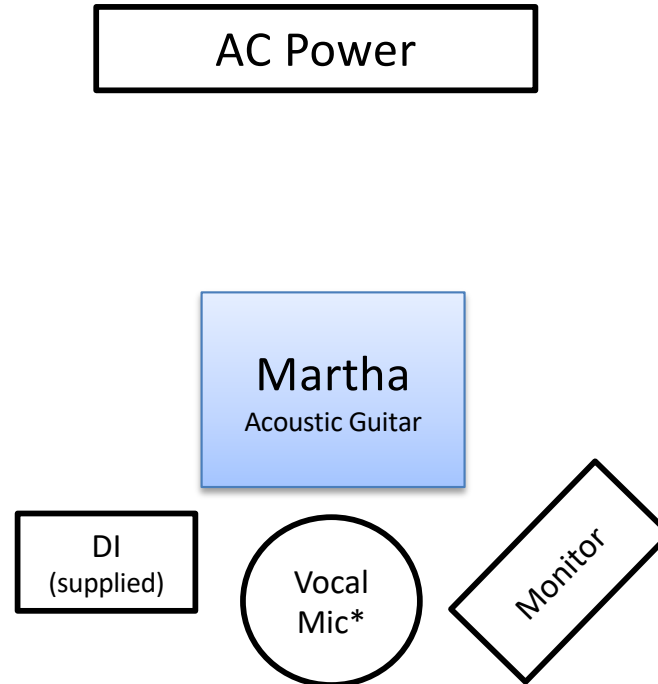 AC Power
Martha
Acoustic Guitar
DI
(supplied)
Vocal
Mic*
Monitor